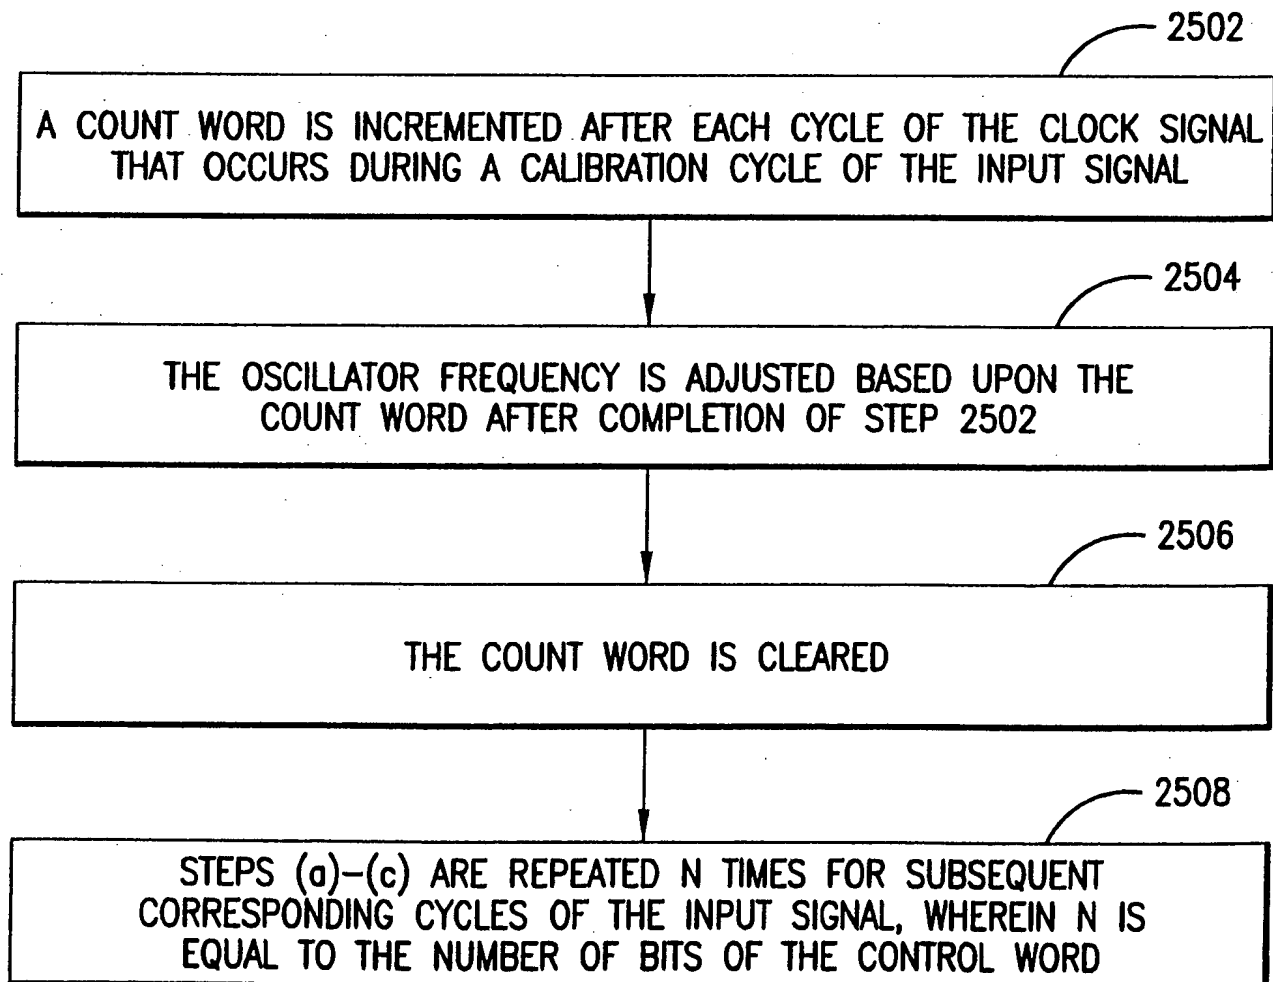 2502
A COUNT WORD IS INCREMENTED AFTER EACH CYCLE OF THE CLOCK SIGNAL
THAT OCCURS DURING A CALIBRATION CYCLE OF THE INPUT SIGNAL
2504
THE OSCILLATOR FREQUENCY IS ADJUSTED BASED UPON THE
COUNT WORD AFTER COMPLETION OF STEP 2502
2506
THE COUNT WORD IS CLEARED
2508
STEPS (a)–(c) ARE REPEATED N TIMES FOR SUBSEQUENT
CORRESPONDING CYCLES OF THE INPUT SIGNAL, WHEREIN N IS
EQUAL TO THE NUMBER OF BITS OF THE CONTROL WORD